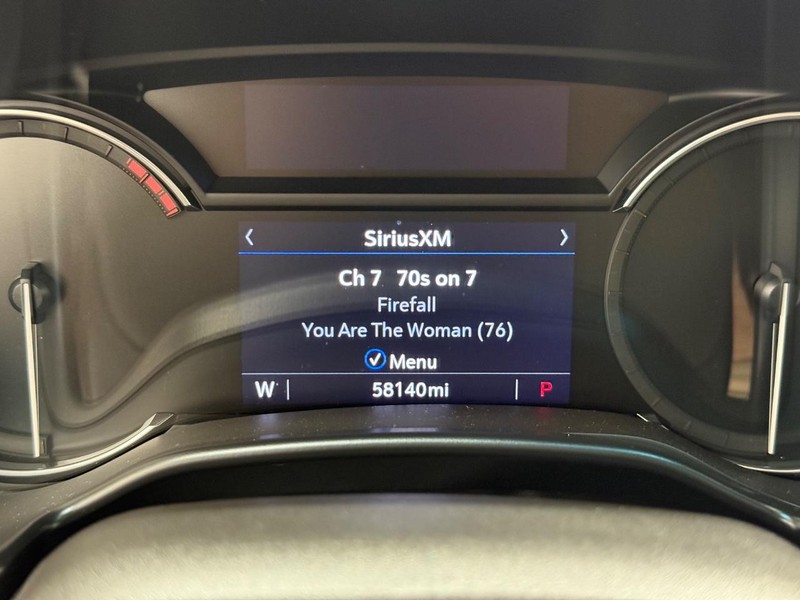 SiriusXM
Ch 7 70s on 7
Firefall
You Are The Woman (76)
Menu
W 58140mi P